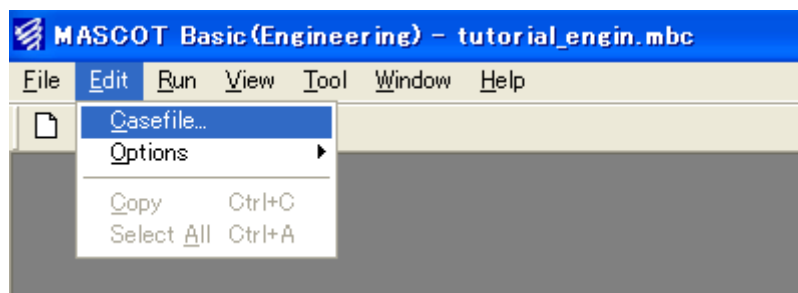 MASCOT Basic(Engineering) - tutorial_engin.mbc
File Edit Run View Tool Window Help
Casefile...
Options
Copy Ctrl+C
Select All Ctrl+A